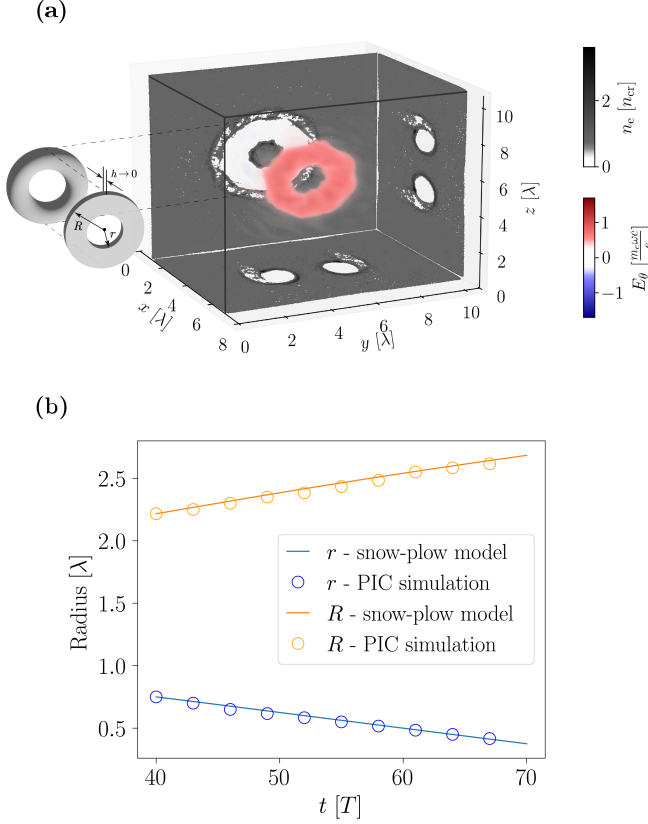 (a)
h→0
R
r
0
2
4
6
8
x [λ]
0
2
4
6
8
10
y [λ]
0
2
4
6
8
10
z [λ]
2
0
n_e [n_cr]
1
0
−1
E_θ [m_eωc/e]
(b)
2.5
2.0
1.5
1.0
0.5
Radius [λ]
r - snow-plow model
r - PIC simulation
R - snow-plow model
R - PIC simulation
40
50
60
70
t [T]